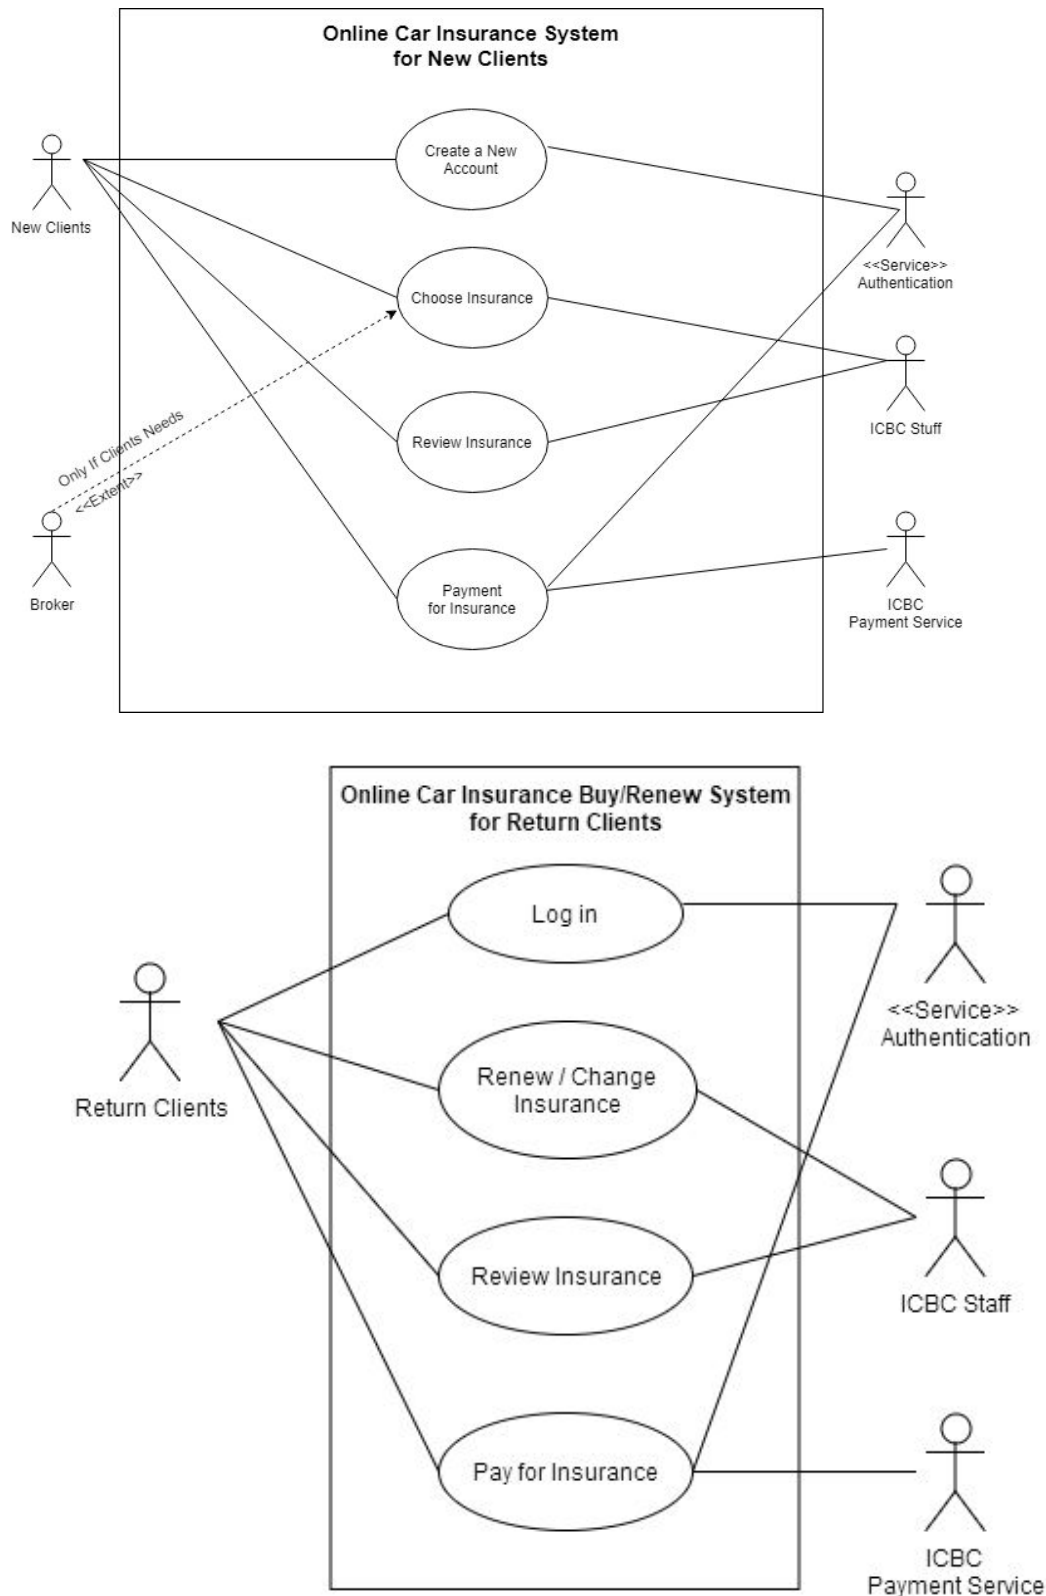 Online Car Insurance System
for New Clients
Create a New
Account
New Clients
<<Service>>
Authentication
Choose Insurance
Only If Clients Needs
<<Extent>>
Review Insurance
ICBC Stuff
Broker
Payment
for Insurance
ICBC
Payment Service
Online Car Insurance Buy/Renew System
for Return Clients
Log in
<<Service>>
Authentication
Return Clients
Renew / Change
Insurance
Review Insurance
ICBC Staff
Pay for Insurance
ICBC
Payment Service